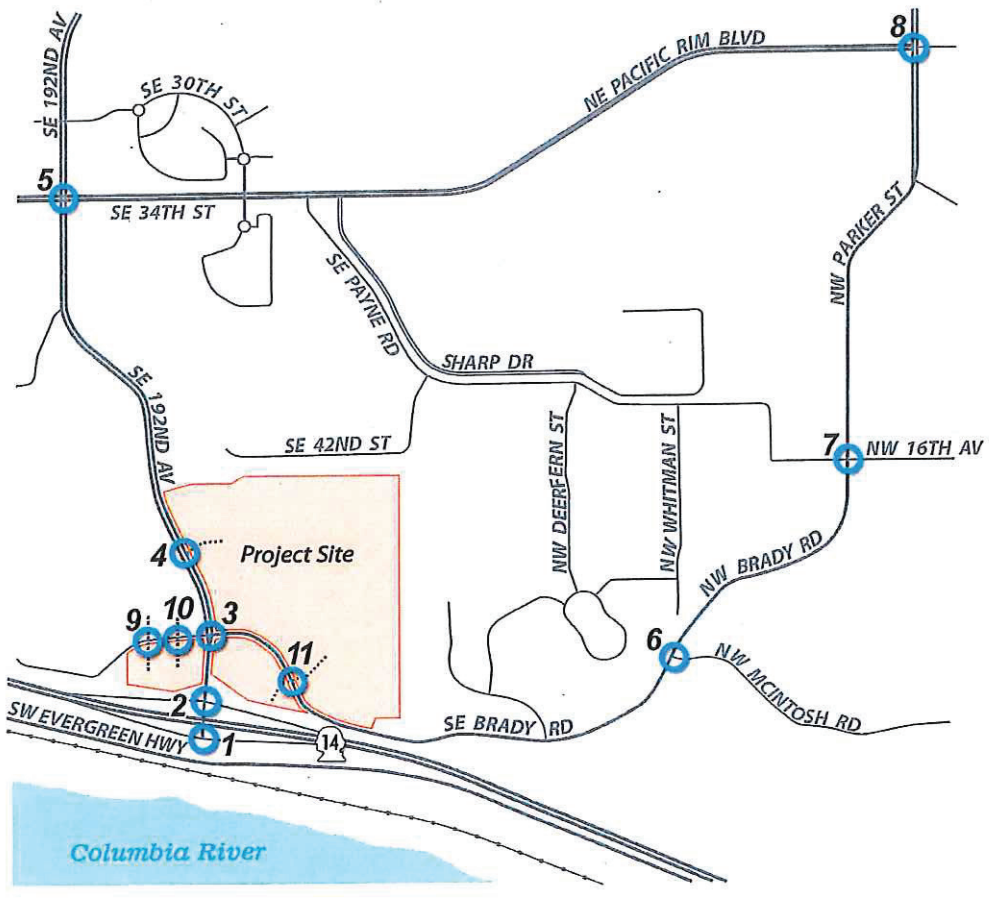 8
SE 192ND AV
NE PACIFIC RIM BLVD
SE 30TH ST
5
SE 34TH ST
NW PARKER ST
SE PAYNE RD
SHARP DR
SE 192ND AV
NW DEERFERN ST
NW WHITMAN ST
SE 42ND ST
7
NW 16TH AV
4
Project Site
NW BRADY RD
9
10
3
6
11
NW MCINTOSH RD
2
SE BRADY RD
SW EVERGREEN HWY
1
14
Columbia River